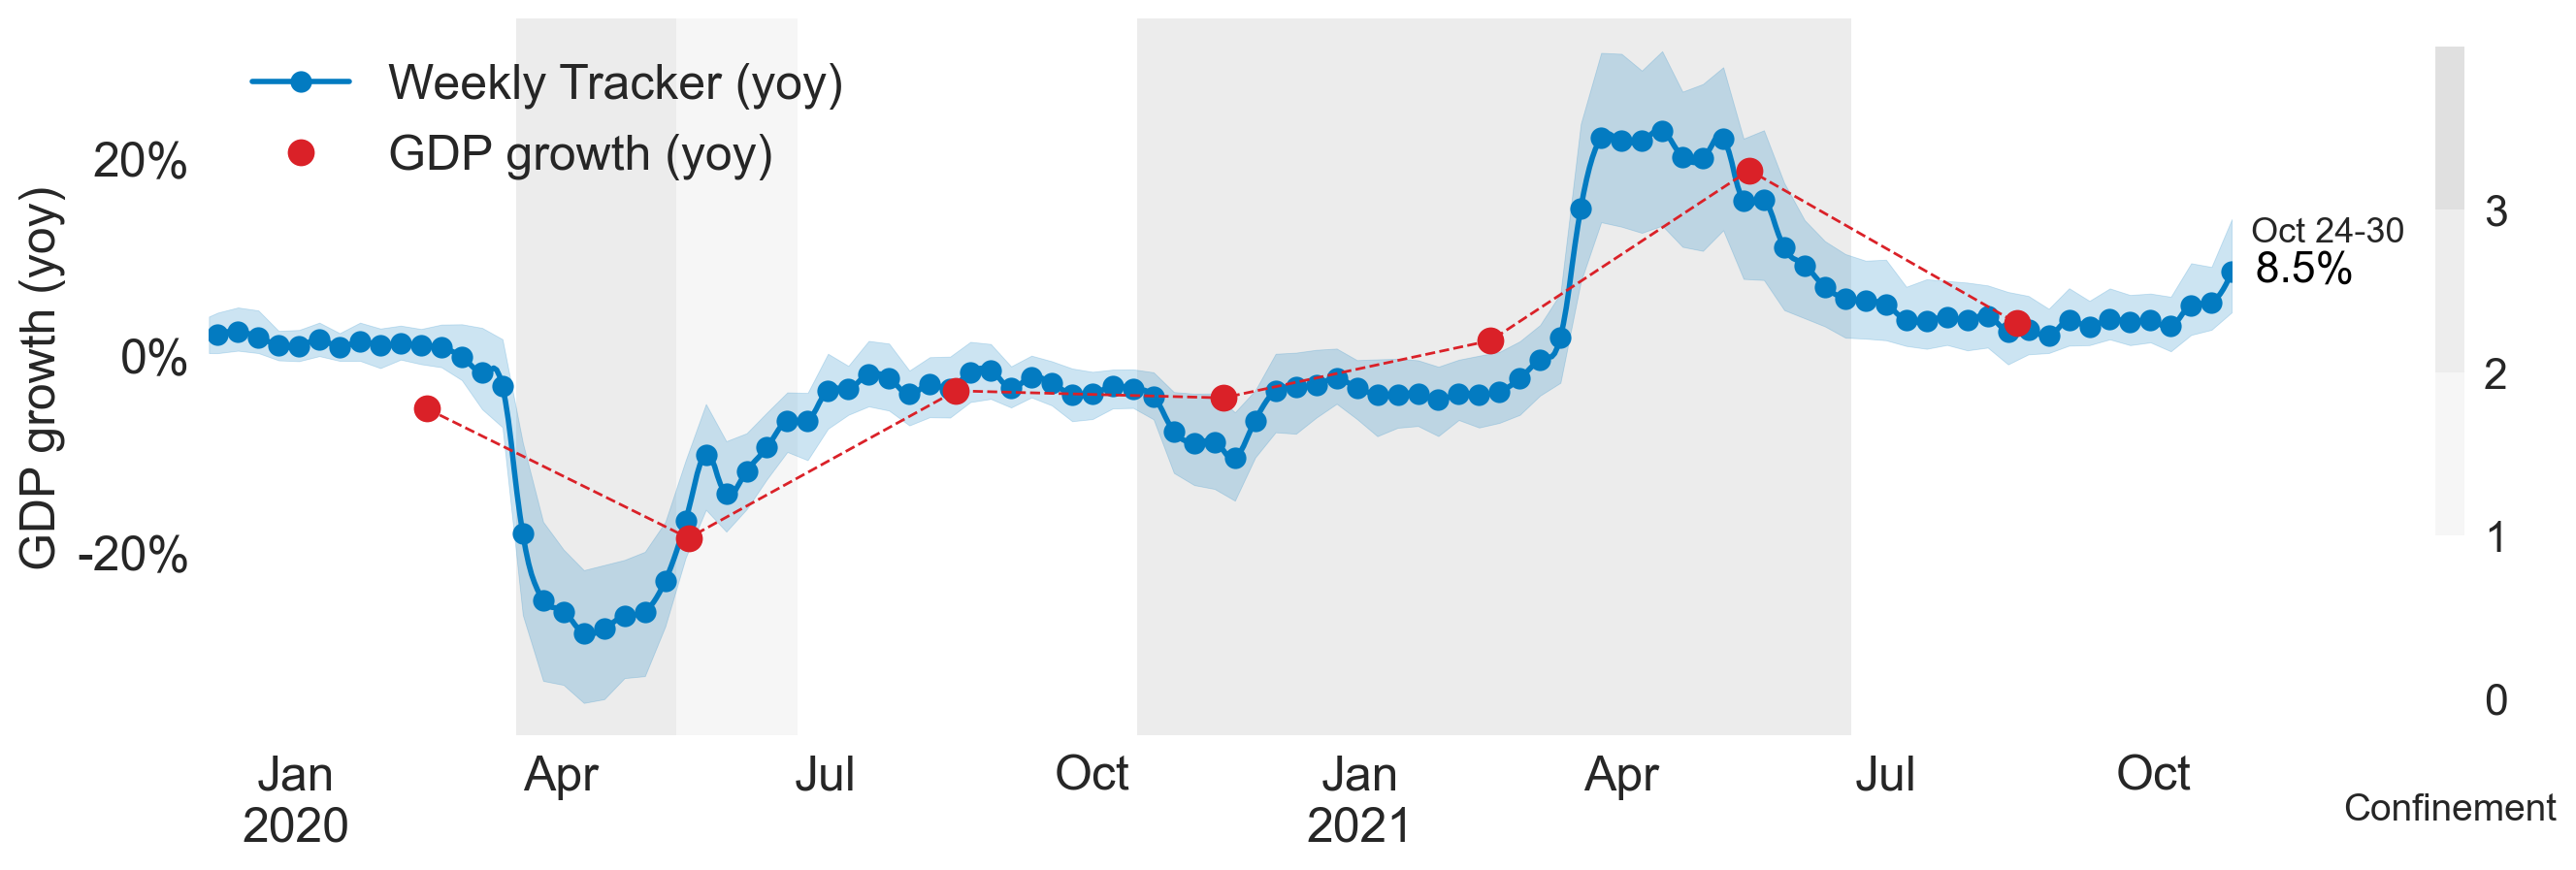 Weekly Tracker (yoy)
GDP growth (yoy)
GDP growth (yoy)
20%
0%
-20%
Oct 24-30
8.5%
3
2
1
0
Jan Apr Jul Oct Jan Apr Jul Oct
2020 2021
Confinement